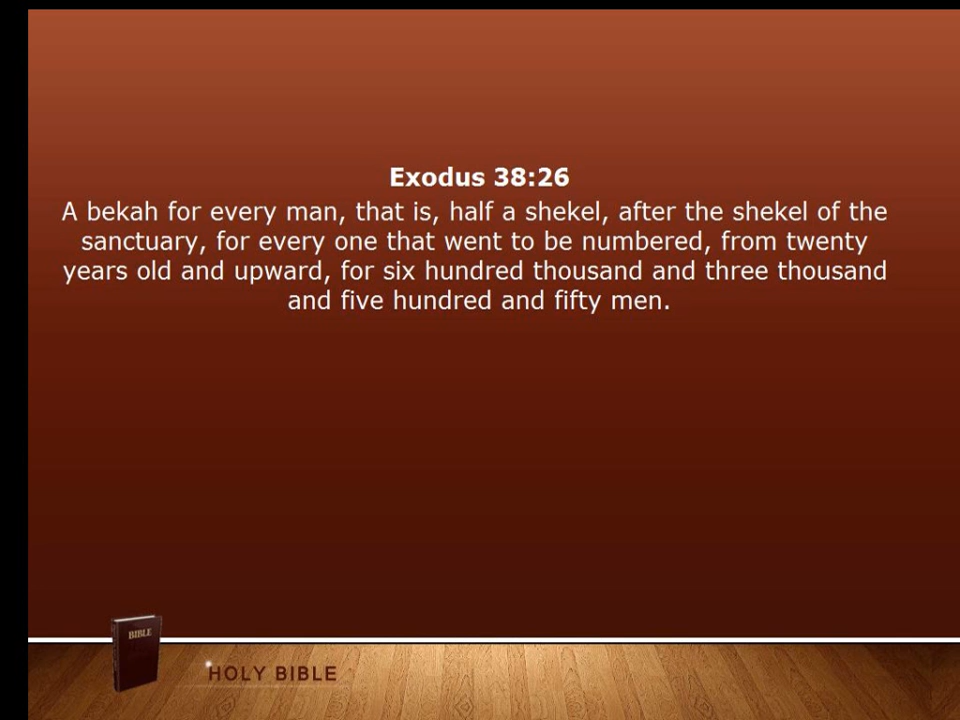 Exodus 38:26
A bekah for every man, that is, half a shekel, after the shekel of the
sanctuary, for every one that went to be numbered, from twenty
years old and upward, for six hundred thousand and three thousand
and five hundred and fifty men.
BIBLE
HOLY BIBLE